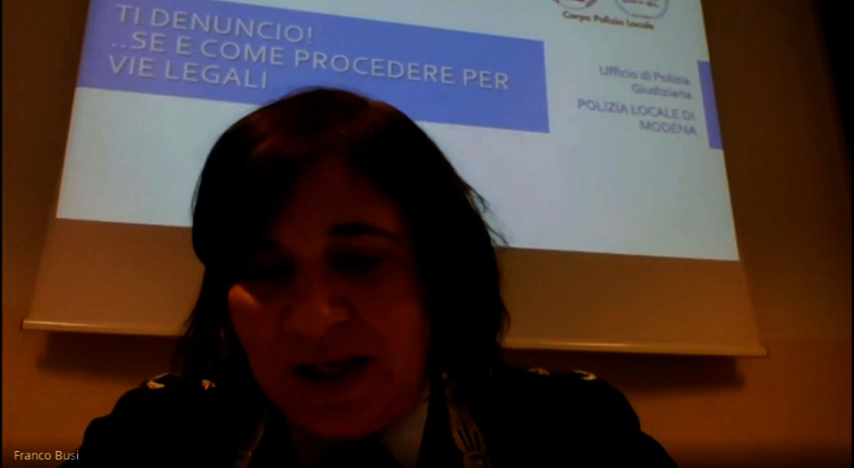 TI DENUNCIO!
..SE E COME PROCEDERE PER
VIE LEGALI
Corpo Polizia Locale
Ufficio di Polizia
Giudiziaria
POLIZIA LOCALE DI
MODENA
Franco Busi